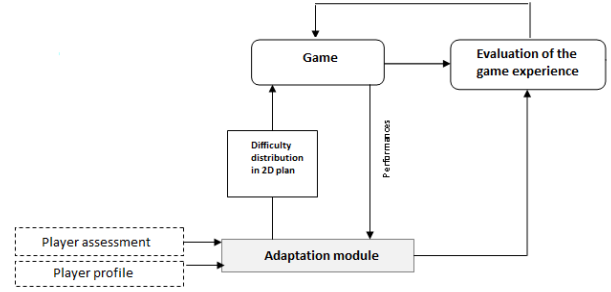 Game
Evaluation of the
game experience
Difficulty
distribution
in 2D plan
Performances
Player assessment
Player profile
Adaptation module